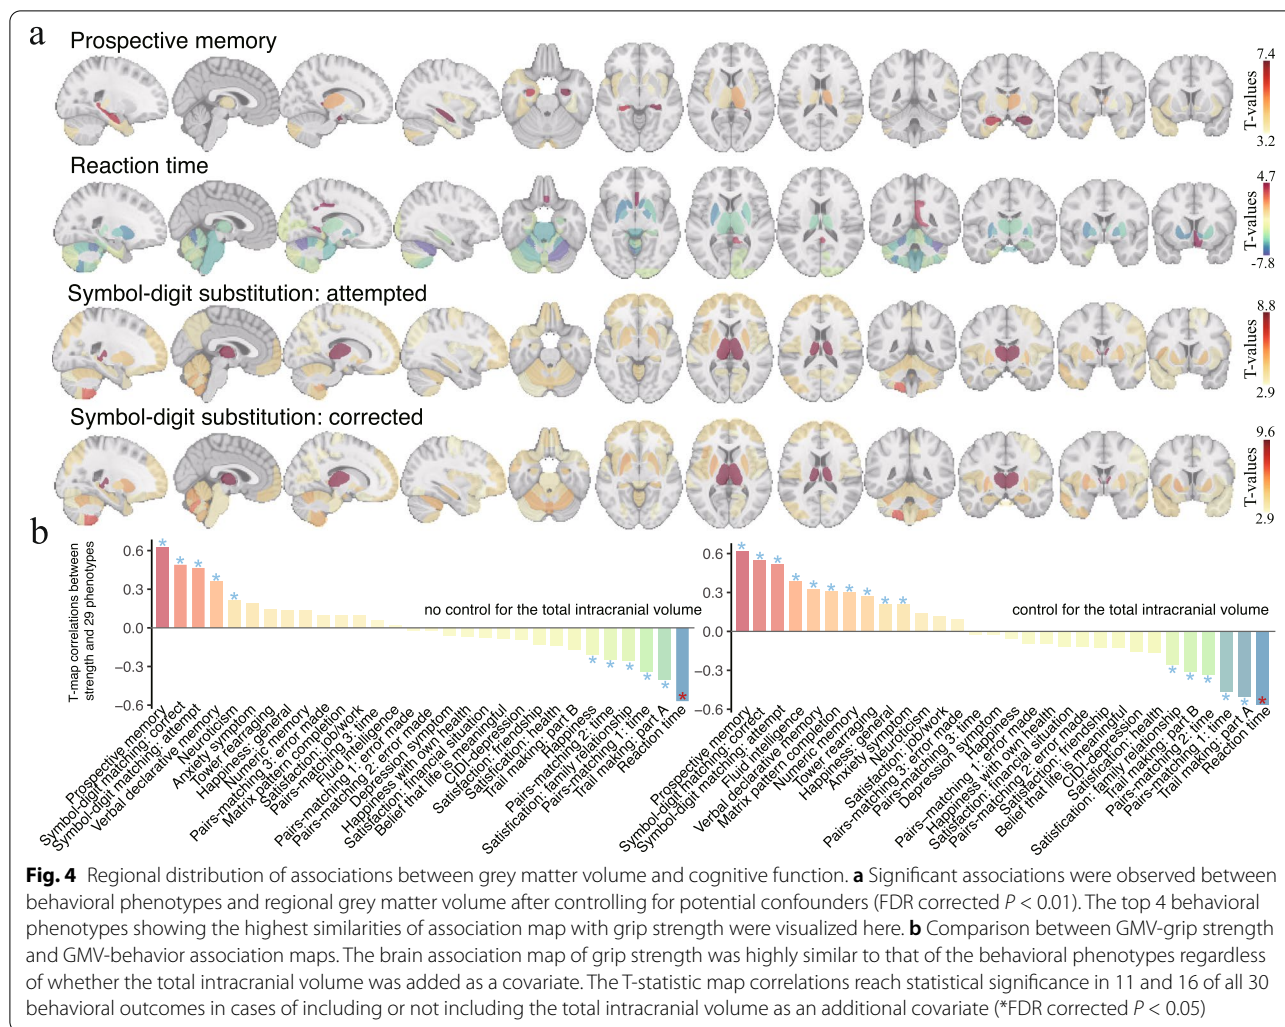 a
Prospective memory
7.4
T-values
3.2
Reaction time
4.7
T-values
-7.8
Symbol-digit substitution: attempted
8.8
T-values
2.9
Symbol-digit substitution: corrected
9.6
T-values
2.9
b
T-map correlations between
strength and 29 phenotypes
0.6
0.3
0.0
−0.3
−0.6
no control for the total intracranial volume
Prospective memory
Symbol-digit matching: correct
Symbol-digit matching: attempt
Verbal declarative memory
Neuroticism
Anxiety symptom
Tower rearranging
Happiness: general
Numeric memory
Pairs-matching 3: error made
Matrix pattern completion
Satisfaction: job/work
Pairs-matching 3: time
Fluid intelligence
Pairs-matching 1: error made
Pairs-matching 2: error made
Depression symptom
Happiness with own health
Satisfaction: financial situation
Belief that life is meaningful
CIDI-depression
Satisfaction: friendship
Satisfaction: health
Trail making: part B
Happiness
Pairs-matching 2: time
Satisfication: family relationship
Pairs-matching 1: time
Trail making: part A
Reaction time
0.6
0.3
0.0
−0.3
−0.6
control for the total intracranial volume
Prospective memory
Symbol-digit matching: correct
Symbol-digit matching: attempt
Fluid intelligence
Verbal declarative memory
Matrix pattern completion
Numeric memory
Tower rearranging
Happiness: general
Anxiety symptom
Neuroticism
Satisfaction: job/work
Pairs-matching 3: error made
Pairs-matching 3: time
Depression symptom
Happiness
Pairs-matching 1: error made
Happiness with own health
Satisfaction: financial situation
Pairs-matching 2: error made
Satisfaction: friendship
Belief that life is meaningful
CIDI-depression
Satisfaction: health
Satisfication: family relationship
Trail making: part B
Pairs-matching 2: time
Pairs-matching 1: time
Trail making: part A
Reaction time
Fig. 4 Regional distribution of associations between grey matter volume and cognitive function. a Significant associations were observed between
behavioral phenotypes and regional grey matter volume after controlling for potential confounders (FDR corrected P < 0.01). The top 4 behavioral
phenotypes showing the highest similarities of association map with grip strength were visualized here. b Comparison between GMV-grip strength
and GMV-behavior association maps. The brain association map of grip strength was highly similar to that of the behavioral phenotypes regardless
of whether the total intracranial volume was added as a covariate. The T-statistic map correlations reach statistical significance in 11 and 16 of all 30
behavioral outcomes in cases of including or not including the total intracranial volume as an additional covariate (*FDR corrected P < 0.05)